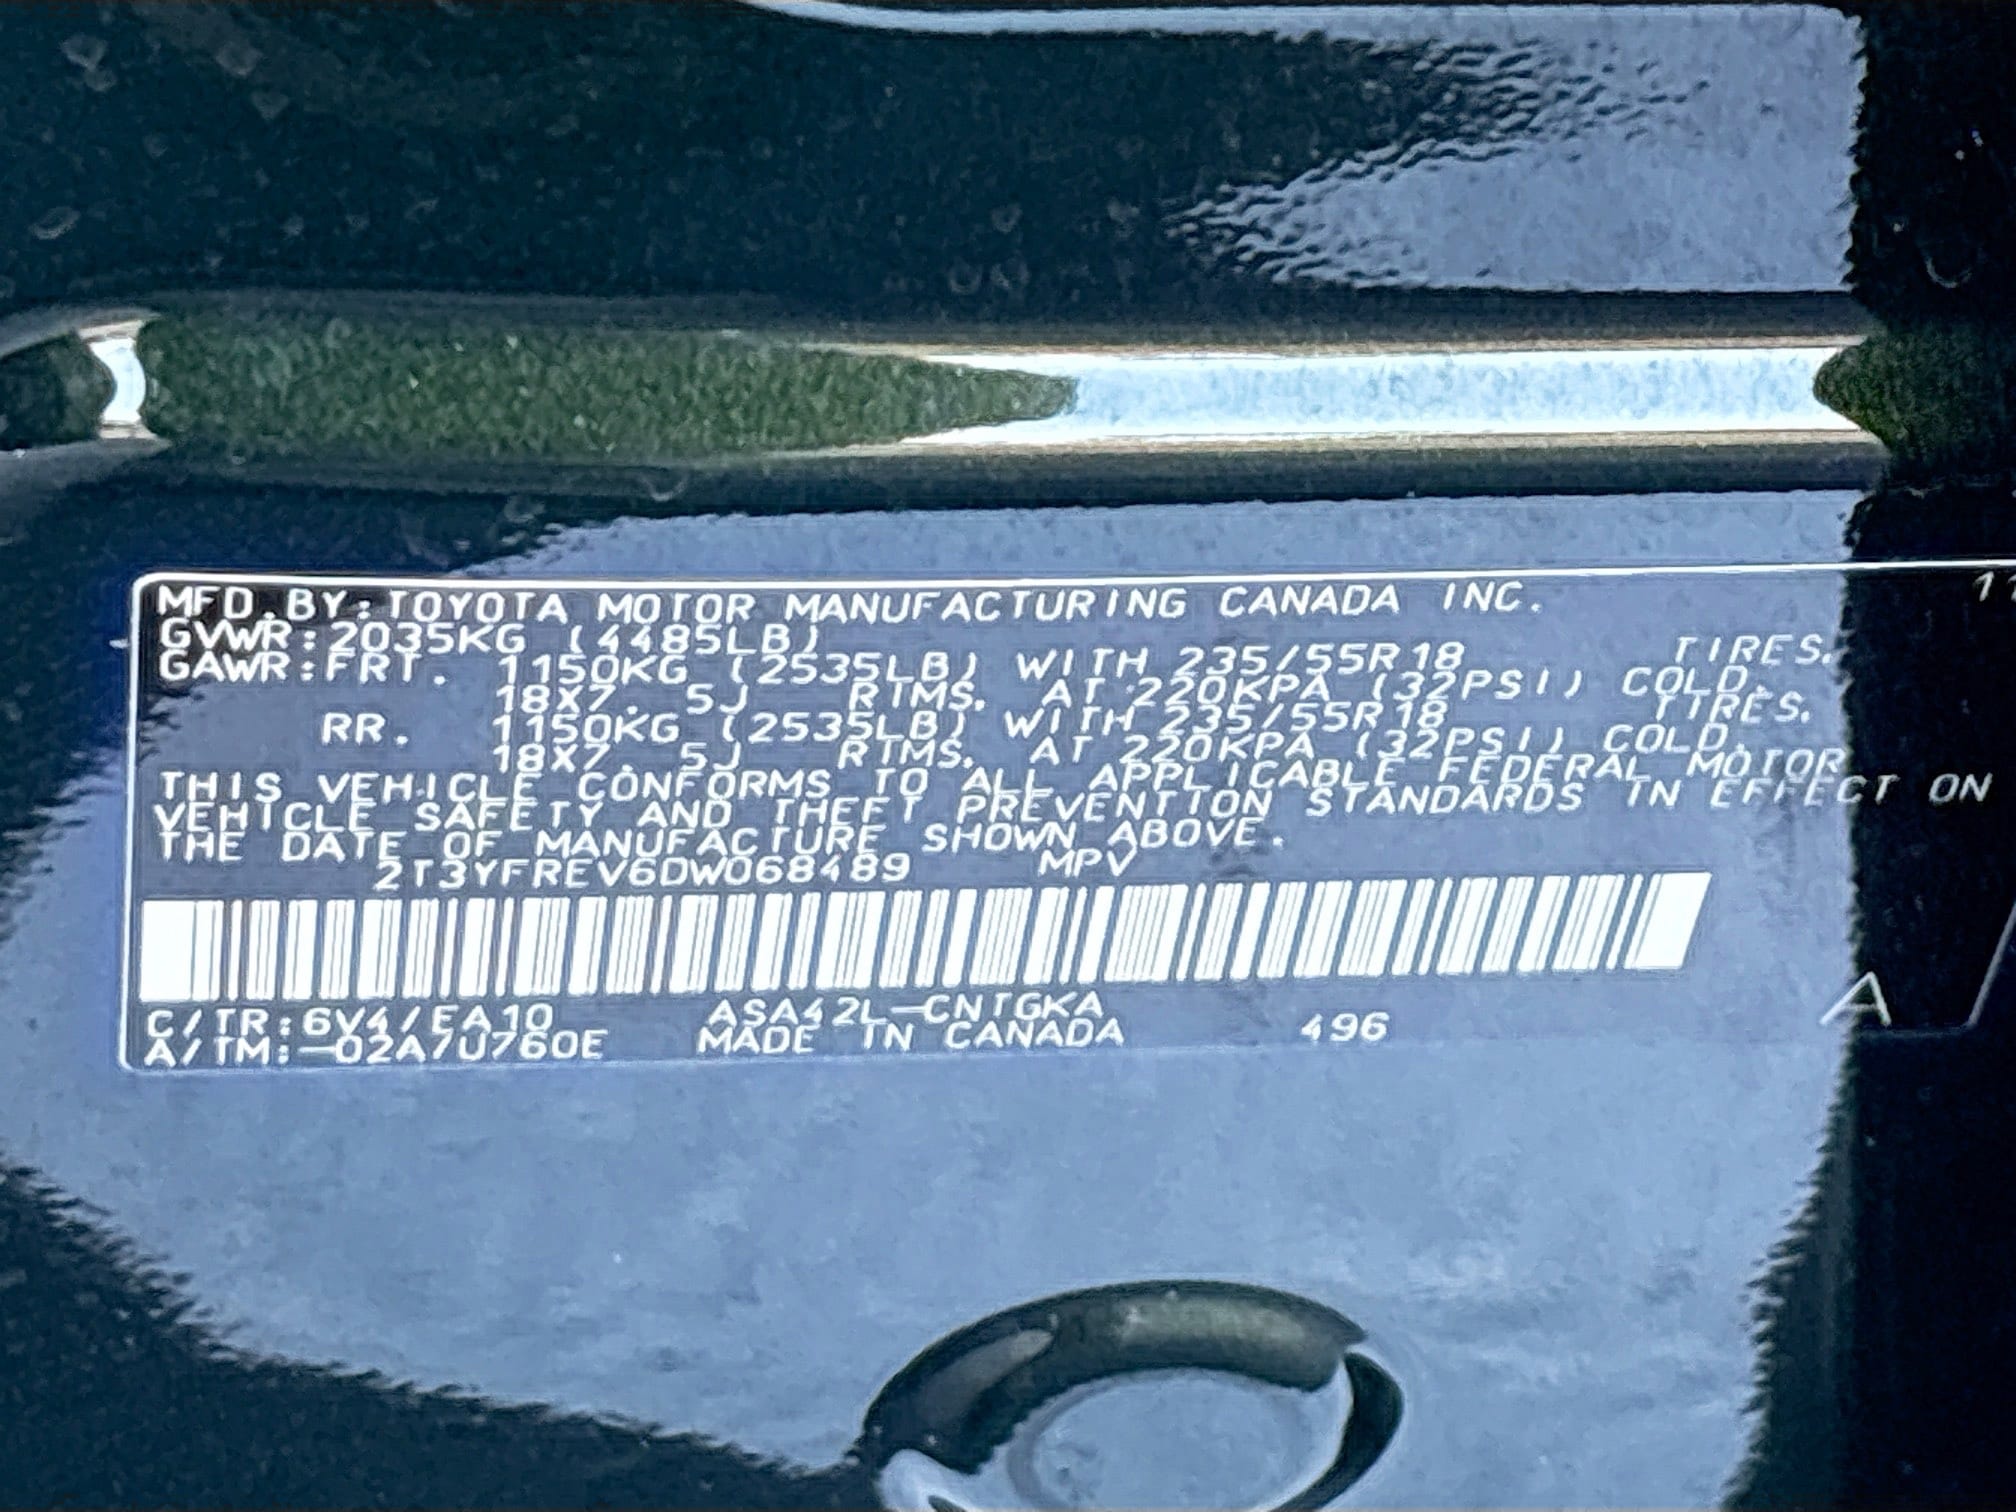 MFD.BY:TOYOTA MOTOR MANUFACTURING CANADA INC. 11
GVWR:2035KG (4485LB)
GAWR:FRT. 1150KG (2535LB) WITH 235/55R18 TIRES.
18X7. 5J RIMS. AT 220KPA (32PSI) COLD.
RR. 1150KG (2535LB) WITH 235/55R18 TIRES.
18X7. 5J RIMS. AT 220KPA (32PSI) COLD.
THIS VEHICLE CONFORMS TO ALL APPLICABLE FEDERAL MOTOR
VEHICLE SAFETY AND THEFT PREVENTION STANDARDS IN EFFECT ON
THE DATE OF MANUFACTURE SHOWN ABOVE.
2T3YFREV6DW068489 MPV
C/TR:6V4/EA10 ASA42L-CNTGKA
A/TM:-02A/U760E MADE IN CANADA 496
A